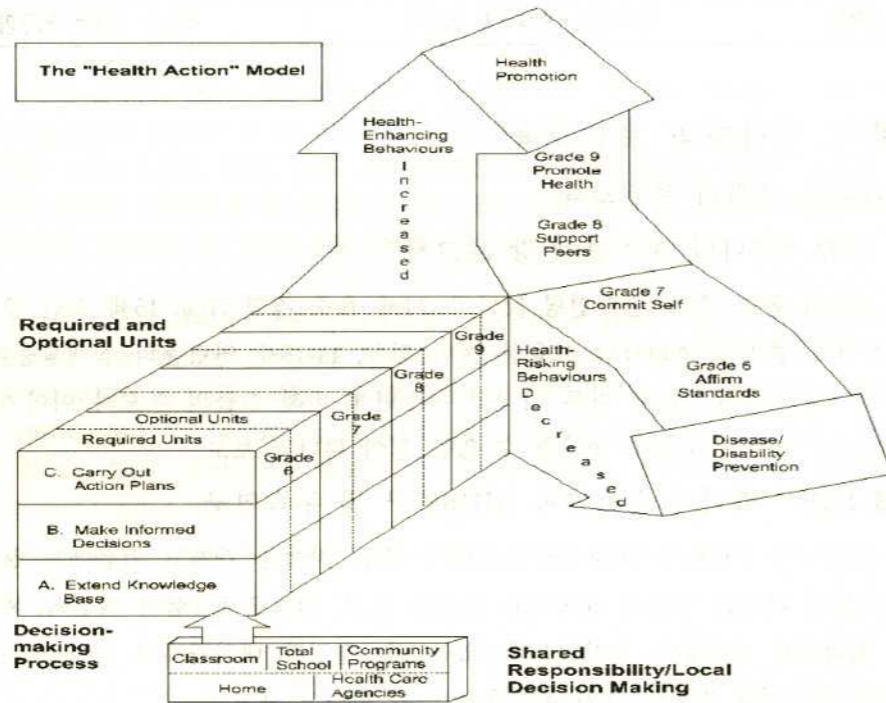 The "Health Action" Model
Health
Promotion
Health-
Enhancing
Behaviours
Increased
Grade 9
Promote
Health
Grade 8
Support
Peers
Grade 7
Commit Self
Grade 6
Affirm
Standards
Required and
Optional Units
Optional Units
Required Units
Grade
6
Grade
7
Grade
8
Grade
9
Health-
Risking
Behaviours
Decreased
Disease/
Disability
Prevention
C. Carry Out
Action Plans
B. Make Informed
Decisions
A. Extend Knowledge
Base
Decision-
making
Process
Classroom
Total
School
Community
Programs
Home
Health Care
Agencies
Shared
Responsibility/Local
Decision Making